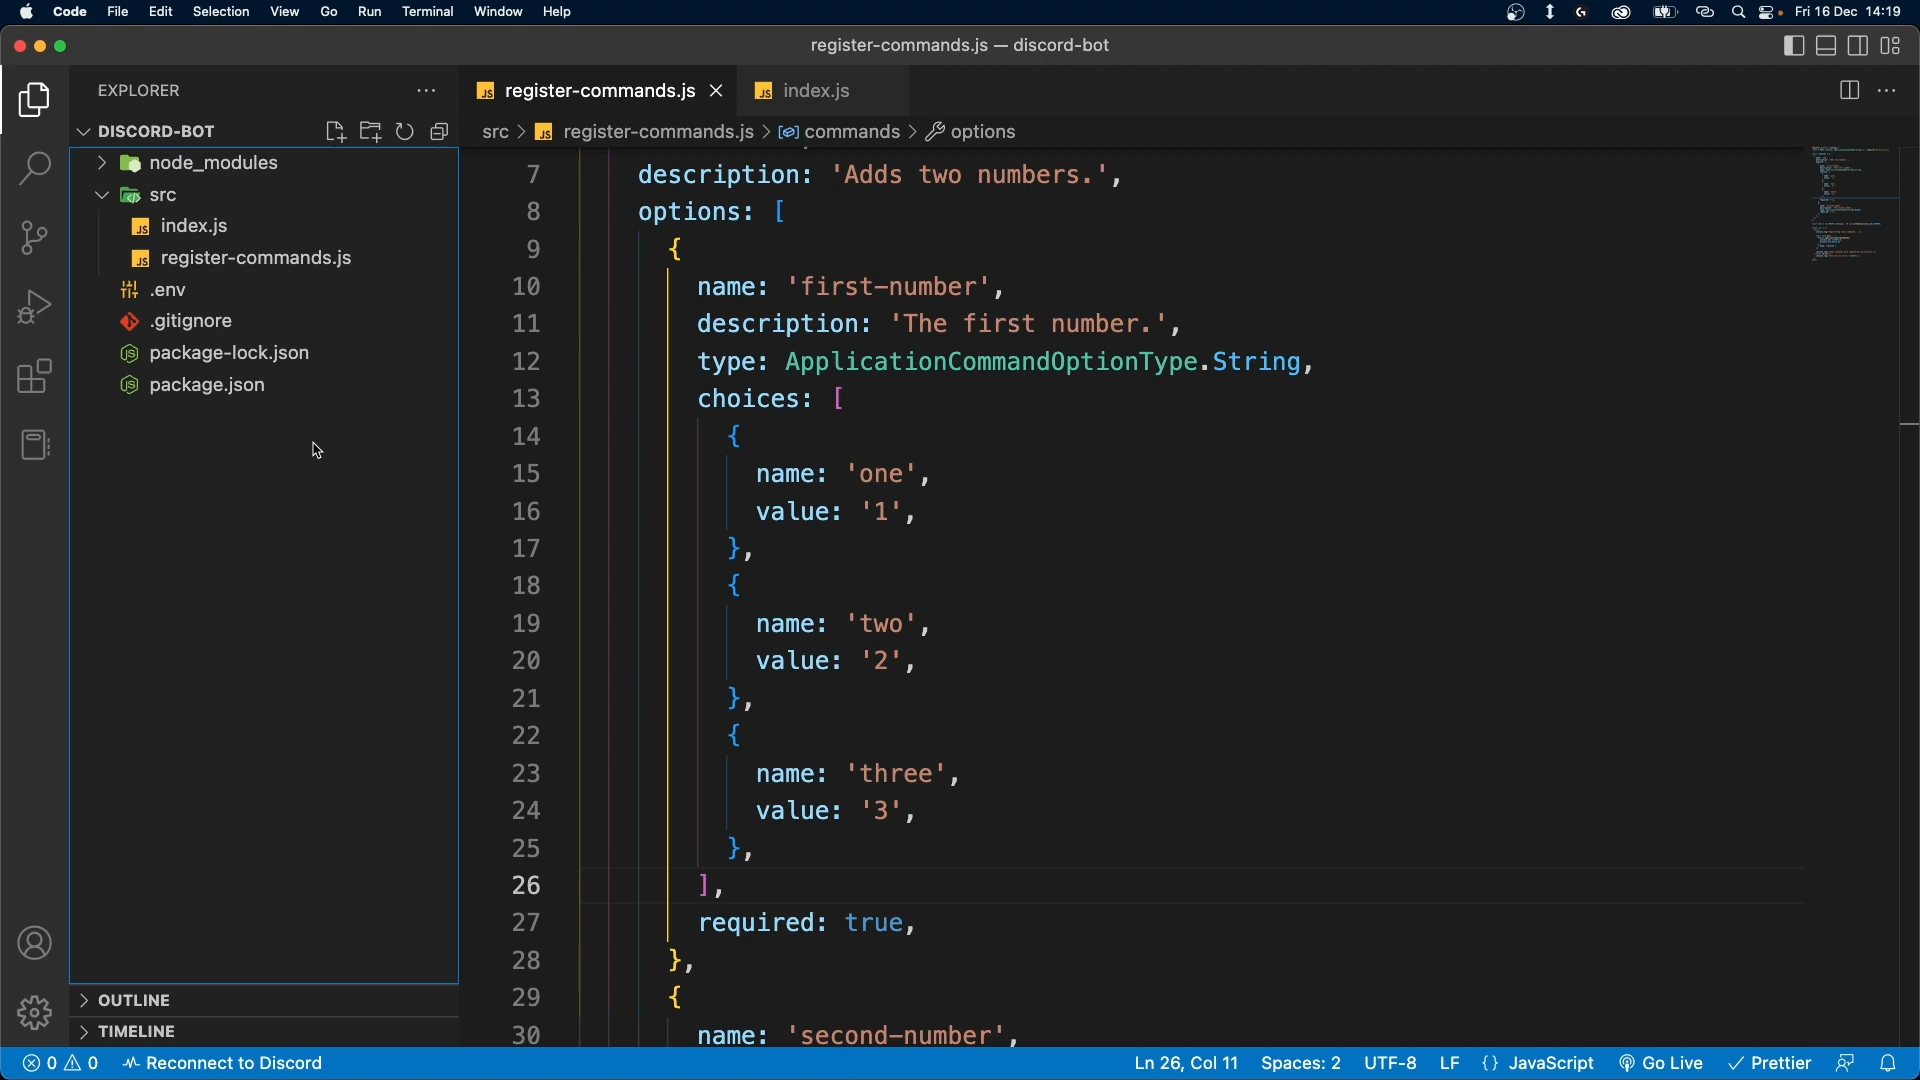 Code File Edit Selection View Go Run Terminal Window Help Fri 16 Dec 14:19
register-commands.js — discord-bot
EXPLORER
DISCORD-BOT
node_modules
src
index.js
register-commands.js
.env
.gitignore
package-lock.json
package.json
OUTLINE
TIMELINE
register-commands.js index.js
src > register-commands.js > commands > options
7 description: 'Adds two numbers.',
8 options: [
9 {
10 name: 'first-number',
11 description: 'The first number.',
12 type: ApplicationCommandOptionType.String,
13 choices: [
14 {
15 name: 'one',
16 value: '1',
17 },
18 {
19 name: 'two',
20 value: '2',
21 },
22 {
23 name: 'three',
24 value: '3',
25 },
26 ],
27 required: true,
28 },
29 {
30 name: 'second-number',
0 0 Reconnect to Discord Ln 26, Col 11 Spaces: 2 UTF-8 LF {} JavaScript Go Live Prettier